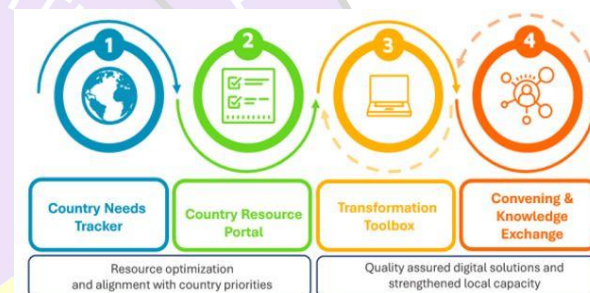 1
2
3
4
Country Needs
Tracker
Country Resource
Portal
Transformation
Toolbox
Convening &
Knowledge
Exchange
Resource optimization
and alignment with country priorities
Quality assured digital solutions and
strengthened local capacity